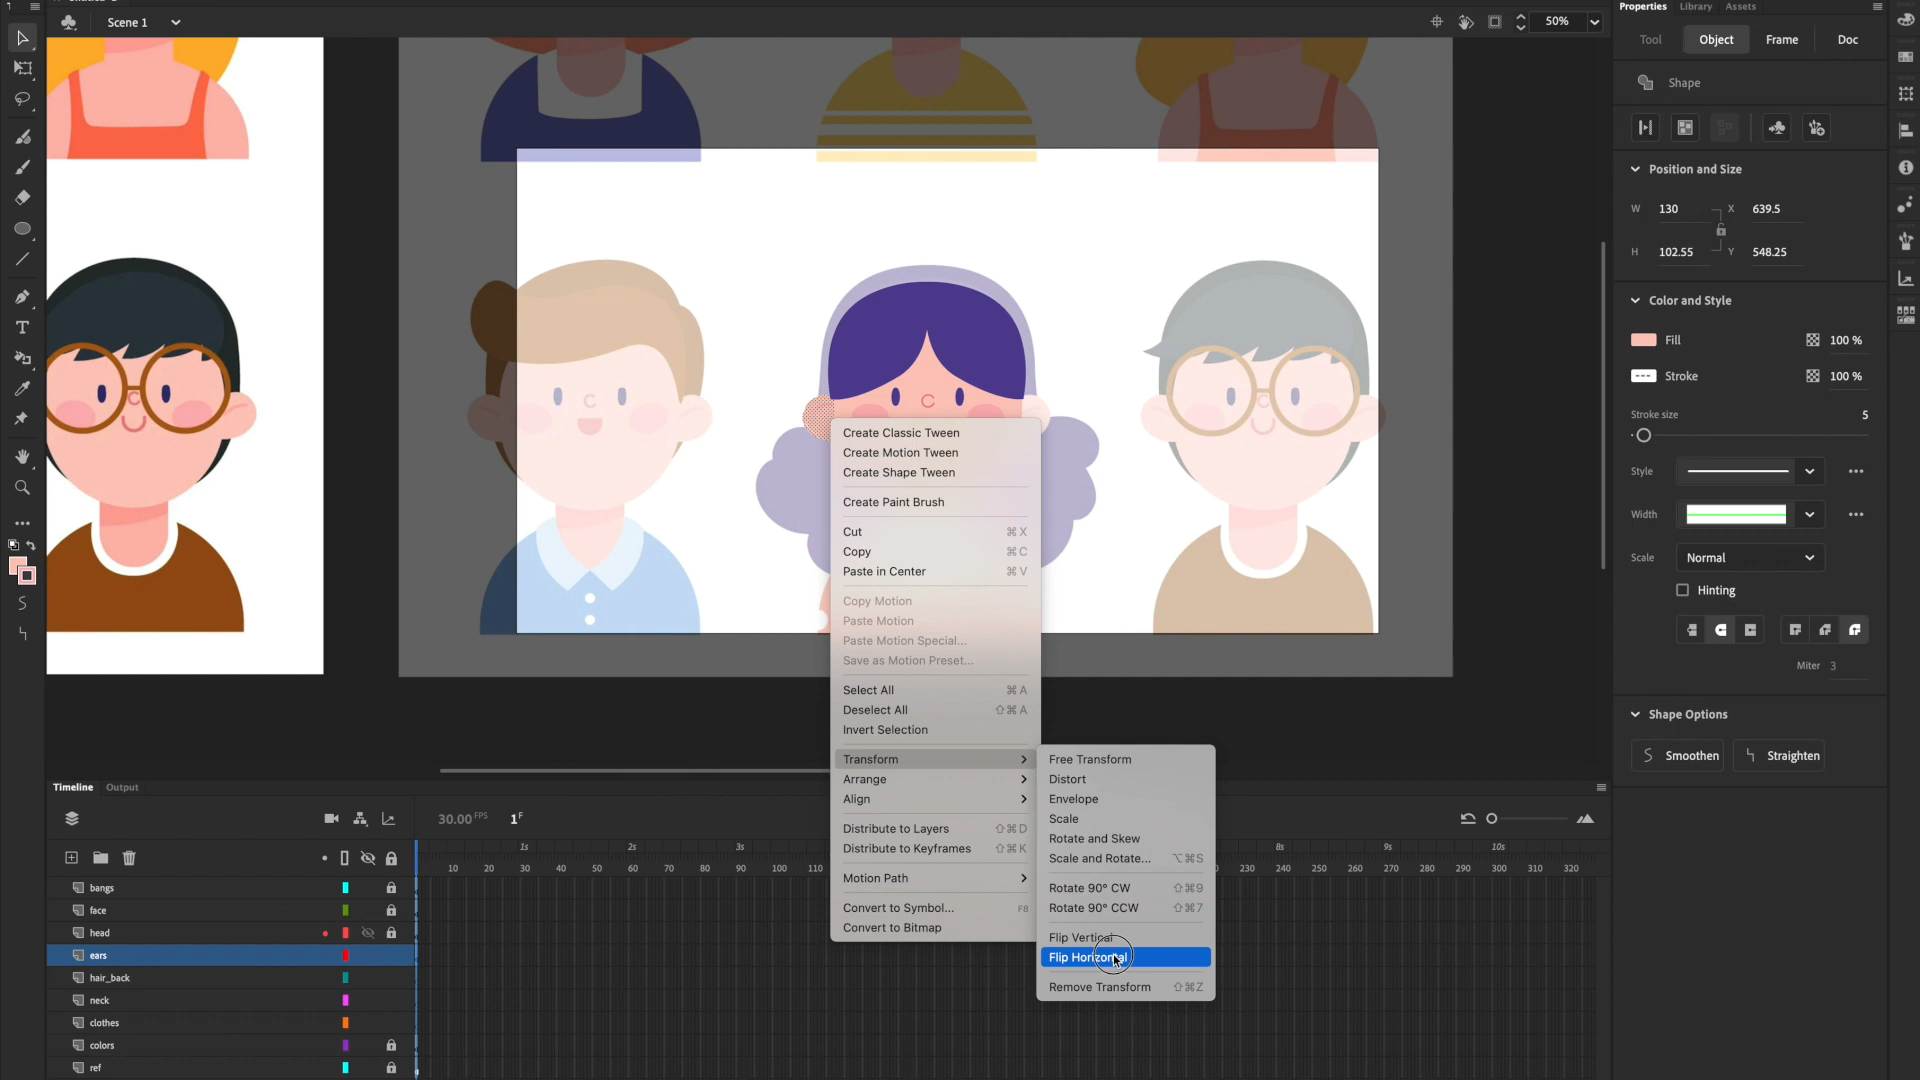 Scene 1
50%
Properties
Library
Assets
Tool
Object
Frame
Doc
Shape
Position and Size
W
130
X
639.5
H
102.55
Y
548.25
Color and Style
Fill
100 %
Stroke
100 %
Stroke size
5
Style
Width
Scale
Normal
Hinting
Miter
3
Shape Options
Smoothen
Straighten
Create Classic Tween
Create Motion Tween
Create Shape Tween
Create Paint Brush
Cut ⌘X
Copy ⌘C
Paste in Center ⌘V
Copy Motion
Paste Motion
Paste Motion Special...
Save as Motion Preset...
Select All ⌘A
Deselect All ⇧⌘A
Invert Selection
Transform
Arrange
Align
Distribute to Layers ⇧⌘D
Distribute to Keyframes ⇧⌘K
Motion Path
Convert to Symbol... F8
Convert to Bitmap
Free Transform
Distort
Envelope
Scale
Rotate and Skew
Scale and Rotate... ⌥⌘S
Rotate 90° CW ⇧⌘9
Rotate 90° CCW ⇧⌘7
Flip Vertical
Flip Horizontal
Remove Transform ⇧⌘Z
Timeline
Output
30.00 FPS
1 F
1s 2s 3s 8s 9s 10s
10 20 30 40 50 60 70 80 90 100 110 230 240 250 260 270 280 290 300 310 320
bangs
face
head
ears
hair_back
neck
clothes
colors
ref